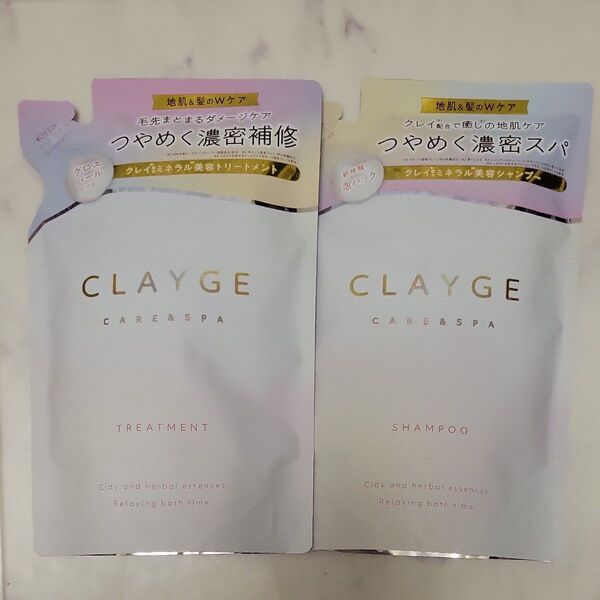 OPEN
地肌&髪のWケア
毛先まとまるダメージケア
つやめく濃密補修
グロス
パール
クレイ配合ミネラル美容トリートメント
CLAYGE
CARE&SPA
TREATMENT
Clay and herbal essences
Relaxing bath time
地肌&髪のWケア
クレイ配合で癒しの地肌ケア
つやめく濃密スパ
新体験!
泡パック
クレイ配合ミネラル美容シャンプー
CLAYGE
CARE&SPA
SHAMPOO
Clay and herbal essences
Relaxing bath time